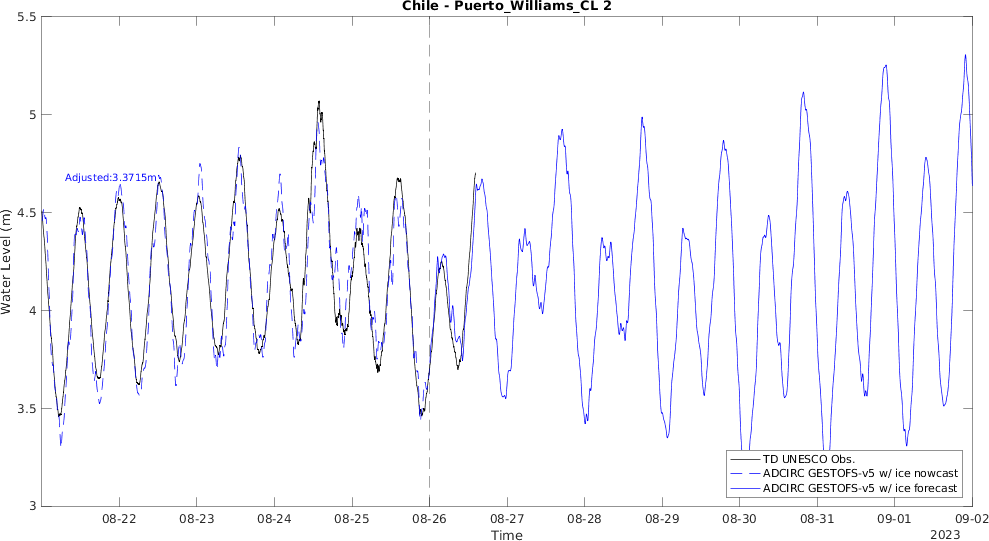 Chile - Puerto_Williams_CL 2
5.5
5
4.5
4
3.5
3
Water Level (m)
Adjusted:3.3715m
TD UNESCO Obs.
ADCIRC GESTOFS-v5 w/ ice nowcast
ADCIRC GESTOFS-v5 w/ ice forecast
08-22 08-23 08-24 08-25 08-26 08-27 08-28 08-29 08-30 08-31 09-01 09-02
Time
2023